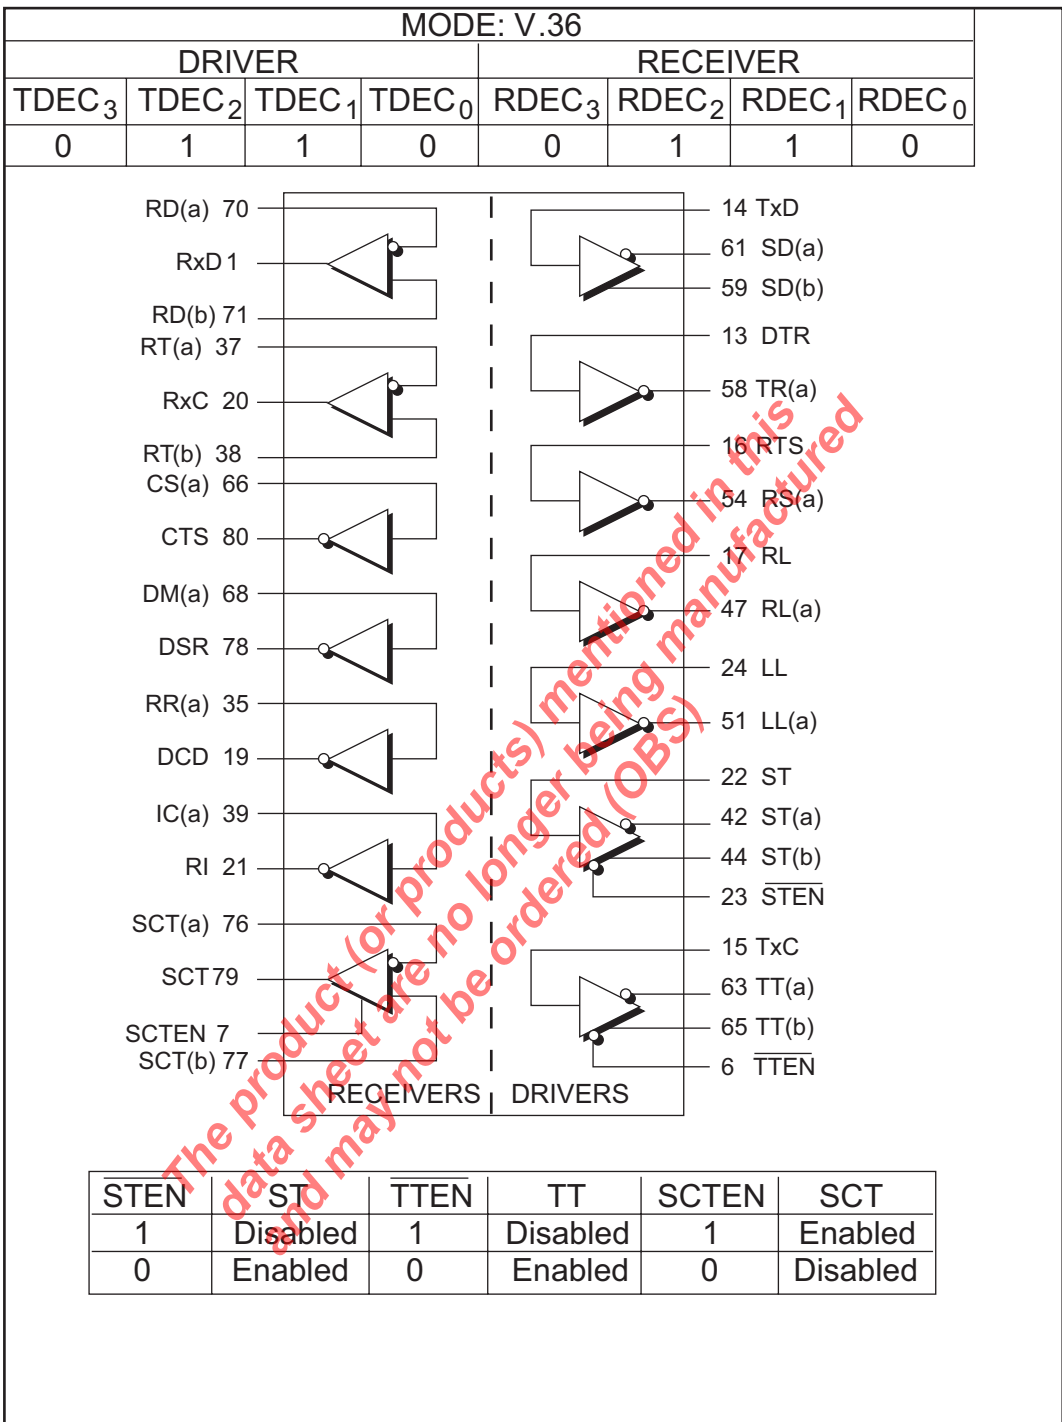 MODE: V.36
DRIVER RECEIVER
TDEC3 TDEC2 TDEC1 TDEC0 RDEC3 RDEC2 RDEC1 RDEC0
0 1 1 0 0 1 1 0
RD(a) 70
RxD 1
RD(b) 71
RT(a) 37
RxC 20
RT(b) 38
CS(a) 66
CTS 80
DM(a) 68
DSR 78
RR(a) 35
DCD 19
IC(a) 39
RI 21
SCT(a) 76
SCT 79
SCTEN 7
SCT(b) 77
14 TxD
61 SD(a)
59 SD(b)
13 DTR
58 TR(a)
16 RTS
54 RS(a)
17 RL
47 RL(a)
24 LL
51 LL(a)
22 ST
42 ST(a)
44 ST(b)
23 STEN
15 TxC
63 TT(a)
65 TT(b)
6 TTEN
RECEIVERS DRIVERS
The product (or products) mentioned in this
data sheet are no longer being manufactured
and may not be ordered (OBS)
STEN ST TTEN TT SCTEN SCT
1 Disabled 1 Disabled 1 Enabled
0 Enabled 0 Enabled 0 Disabled